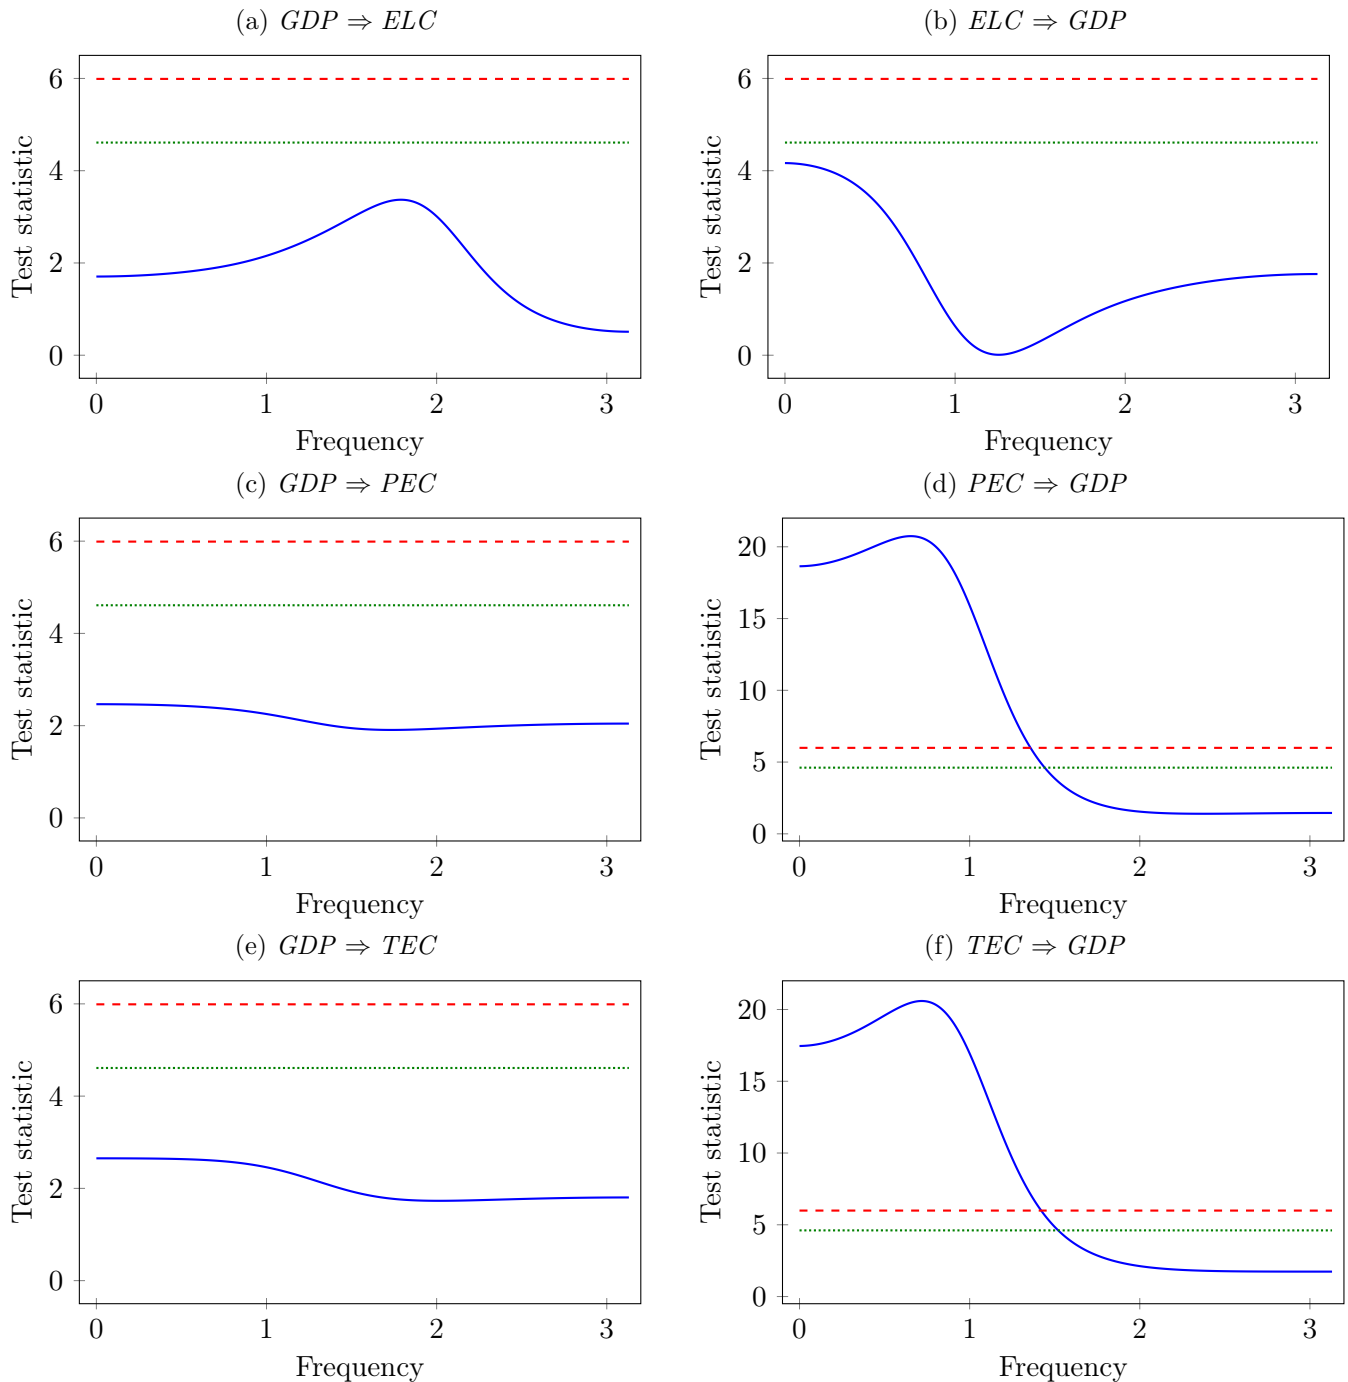 (a) GDP ⇒ ELC
6
4
2
0
Test statistic
0 1 2 3
Frequency
(b) ELC ⇒ GDP
6
4
2
0
Test statistic
0 1 2 3
Frequency
(c) GDP ⇒ PEC
6
4
2
0
Test statistic
0 1 2 3
Frequency
(d) PEC ⇒ GDP
20
15
10
5
0
Test statistic
0 1 2 3
Frequency
(e) GDP ⇒ TEC
6
4
2
0
Test statistic
0 1 2 3
Frequency
(f) TEC ⇒ GDP
20
15
10
5
0
Test statistic
0 1 2 3
Frequency